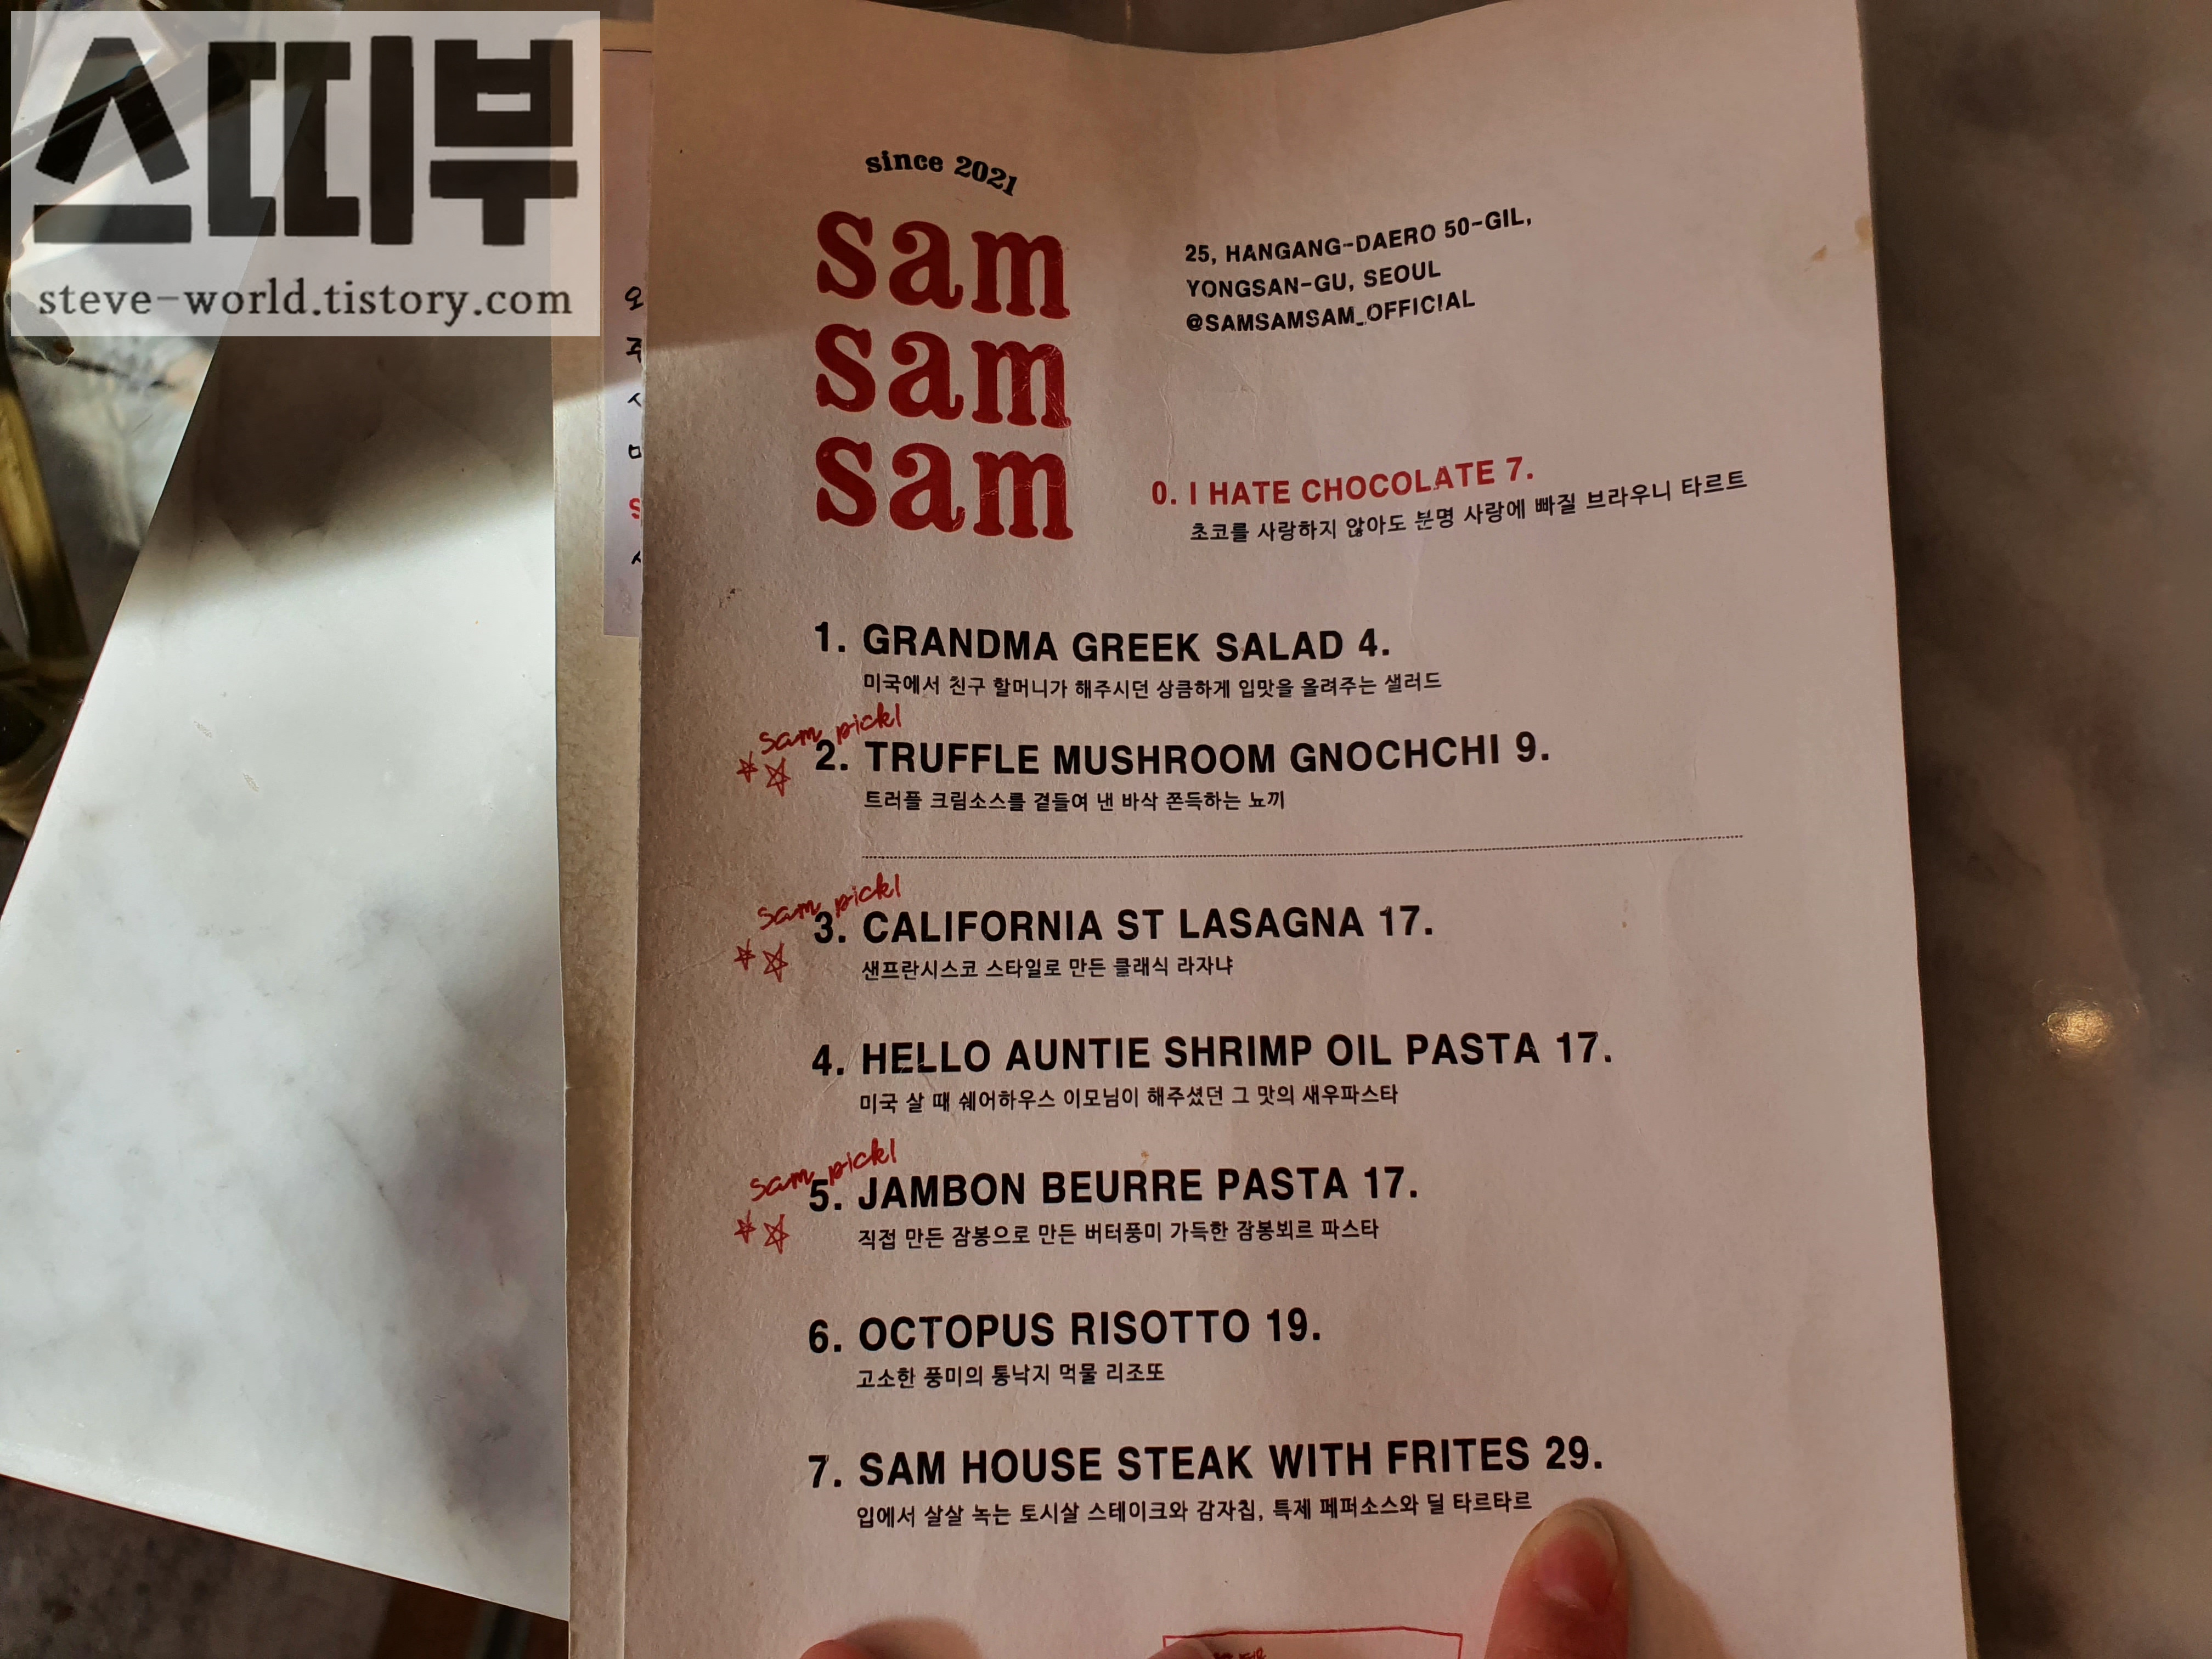 스띠부
steve-world.tistory.com
since 2021
sam
sam
sam
25, HANGANG-DAERO 50-GIL,
YONGSAN-GU, SEOUL
@SAMSAMSAM_OFFICIAL
0. I HATE CHOCOLATE 7.
초코를 사랑하지 않아도 분명 사랑에 빠질 브라우니 타르트
1. GRANDMA GREEK SALAD 4.
미국에서 친구 할머니가 해주시던 상큼하게 입맛을 올려주는 샐러드
sam pick!
2. TRUFFLE MUSHROOM GNOCHCHI 9.
트러플 크림소스를 곁들여 낸 바삭 쫀득하는 뇨끼
sam pick!
3. CALIFORNIA ST LASAGNA 17.
샌프란시스코 스타일로 만든 클래식 라자냐
4. HELLO AUNTIE SHRIMP OIL PASTA 17.
미국 살 때 쉐어하우스 이모님이 해주셨던 그 맛의 새우파스타
sam pick!
5. JAMBON BEURRE PASTA 17.
직접 만든 잠봉으로 만든 버터풍미 가득한 잠봉뵈르 파스타
6. OCTOPUS RISOTTO 19.
고소한 풍미의 통낙지 먹물 리조또
7. SAM HOUSE STEAK WITH FRITES 29.
입에서 살살 녹는 토시살 스테이크와 감자칩, 특제 페퍼소스와 딜 타르타르